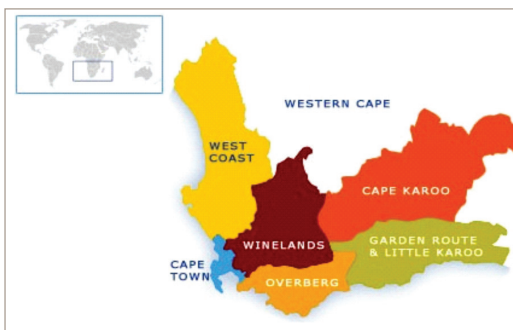 WESTERN CAPE
WEST
COAST
CAPE KAROO
WINELANDS
GARDEN ROUTE
& LITTLE KAROO
CAPE
TOWN
OVERBERG